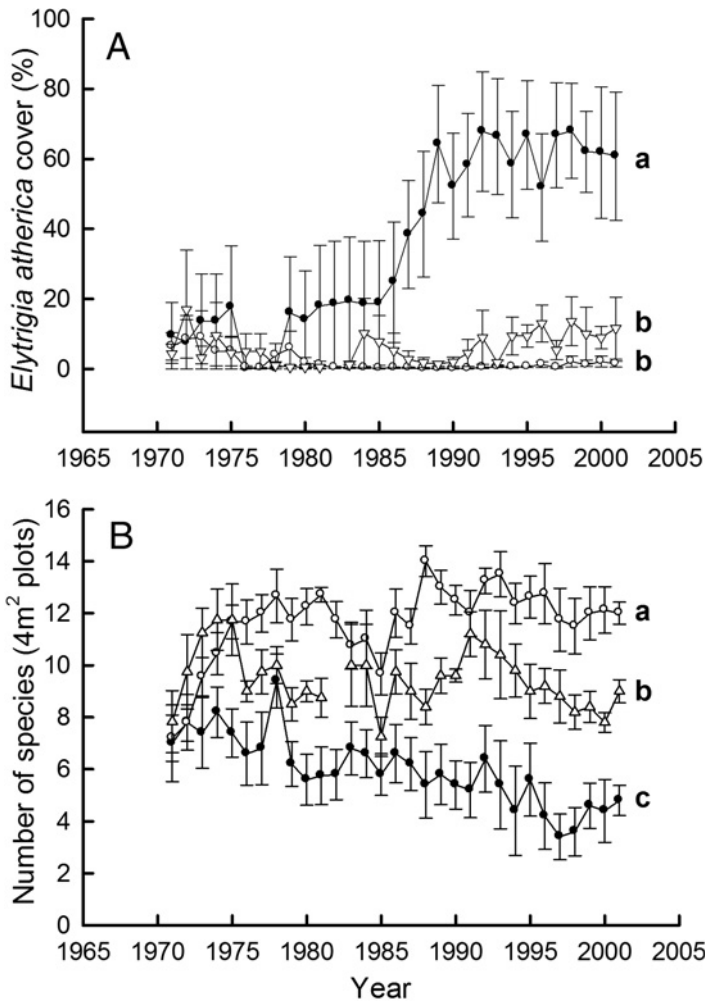 A
Elytrigia atherica cover (%)
100
80
60
40
20
0
a
b
b
1965 1970 1975 1980 1985 1990 1995 2000 2005
B
Number of species (4m² plots)
16
14
12
10
8
6
4
2
0
a
b
c
1965 1970 1975 1980 1985 1990 1995 2000 2005
Year